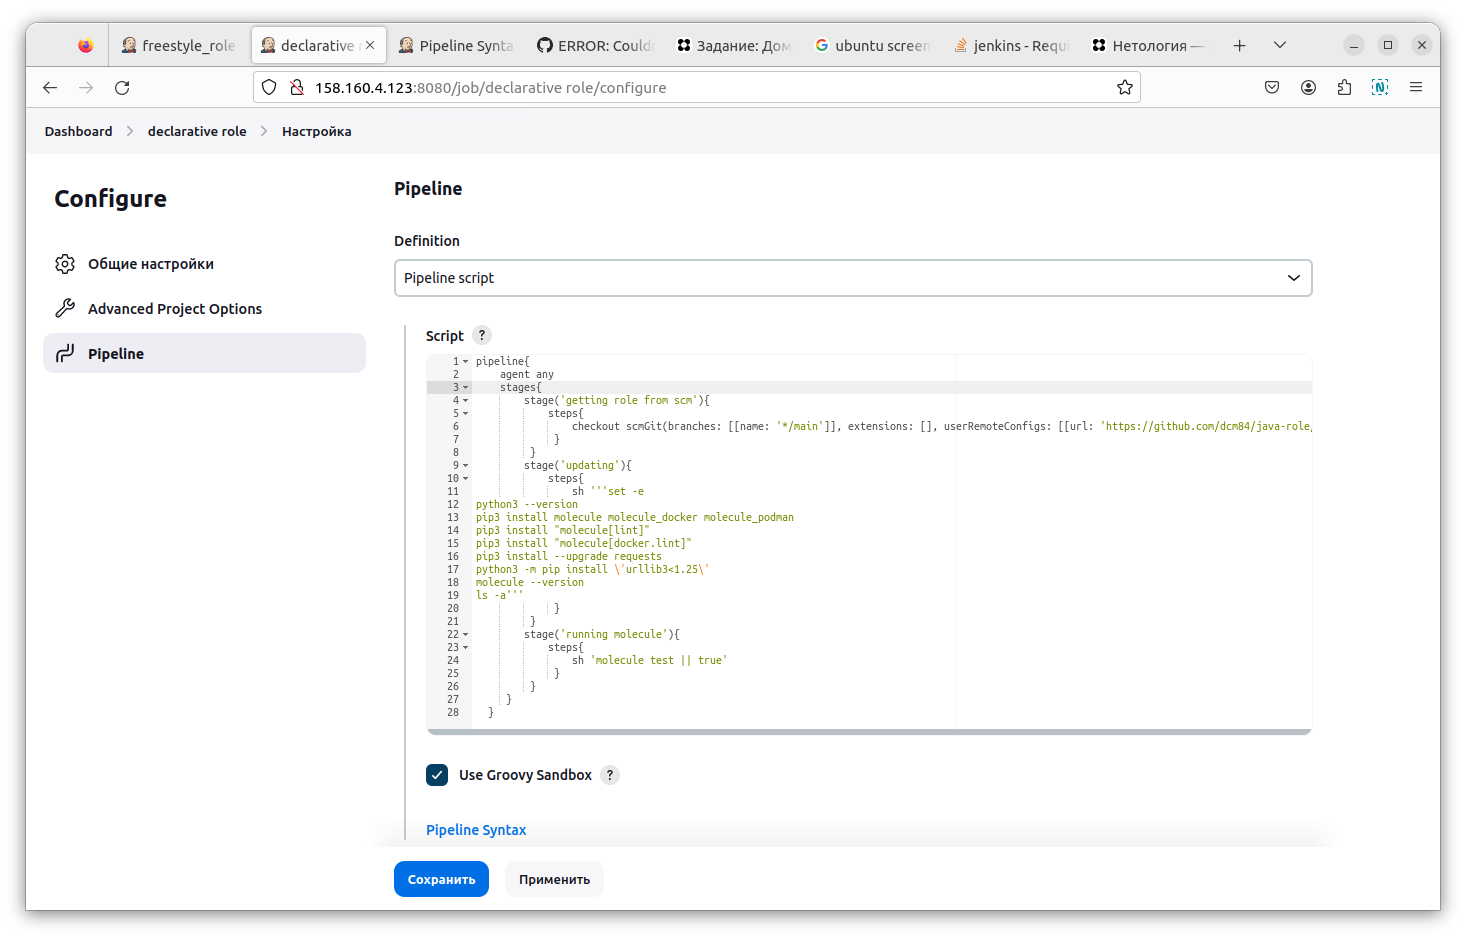 freestyle_role
declarative r
Pipeline Synta
ERROR: Could
Задание: Дом
ubuntu screen
jenkins - Requi
Нетология —
158.160.4.123:8080/job/declarative role/configure
Dashboard
declarative role
Настройка
Configure
Общие настройки
Advanced Project Options
Pipeline
Pipeline
Definition
Pipeline script
Script ?
1 pipeline{
2     agent any
3     stages{
4         stage('getting role from scm'){
5             steps{
6                 checkout scmGit(branches: [[name: '*/main']], extensions: [], userRemoteConfigs: [[url: 'https://github.com/dcm84/java-role,
7              }
8          }
9         stage('updating'){
10             steps{
11                 sh '''set -e
12 python3 --version
13 pip3 install molecule molecule_docker molecule_podman
14 pip3 install "molecule[lint]"
15 pip3 install "molecule[docker.lint]"
16 pip3 install --upgrade requests
17 python3 -m pip install \'urllib3<1.25\'
18 molecule --version
19 ls -a'''
20              }
21          }
22         stage('running molecule'){
23             steps{
24                 sh 'molecule test || true'
25              }
26          }
27      }
28   }
Use Groovy Sandbox ?
Pipeline Syntax
Сохранить
Применить